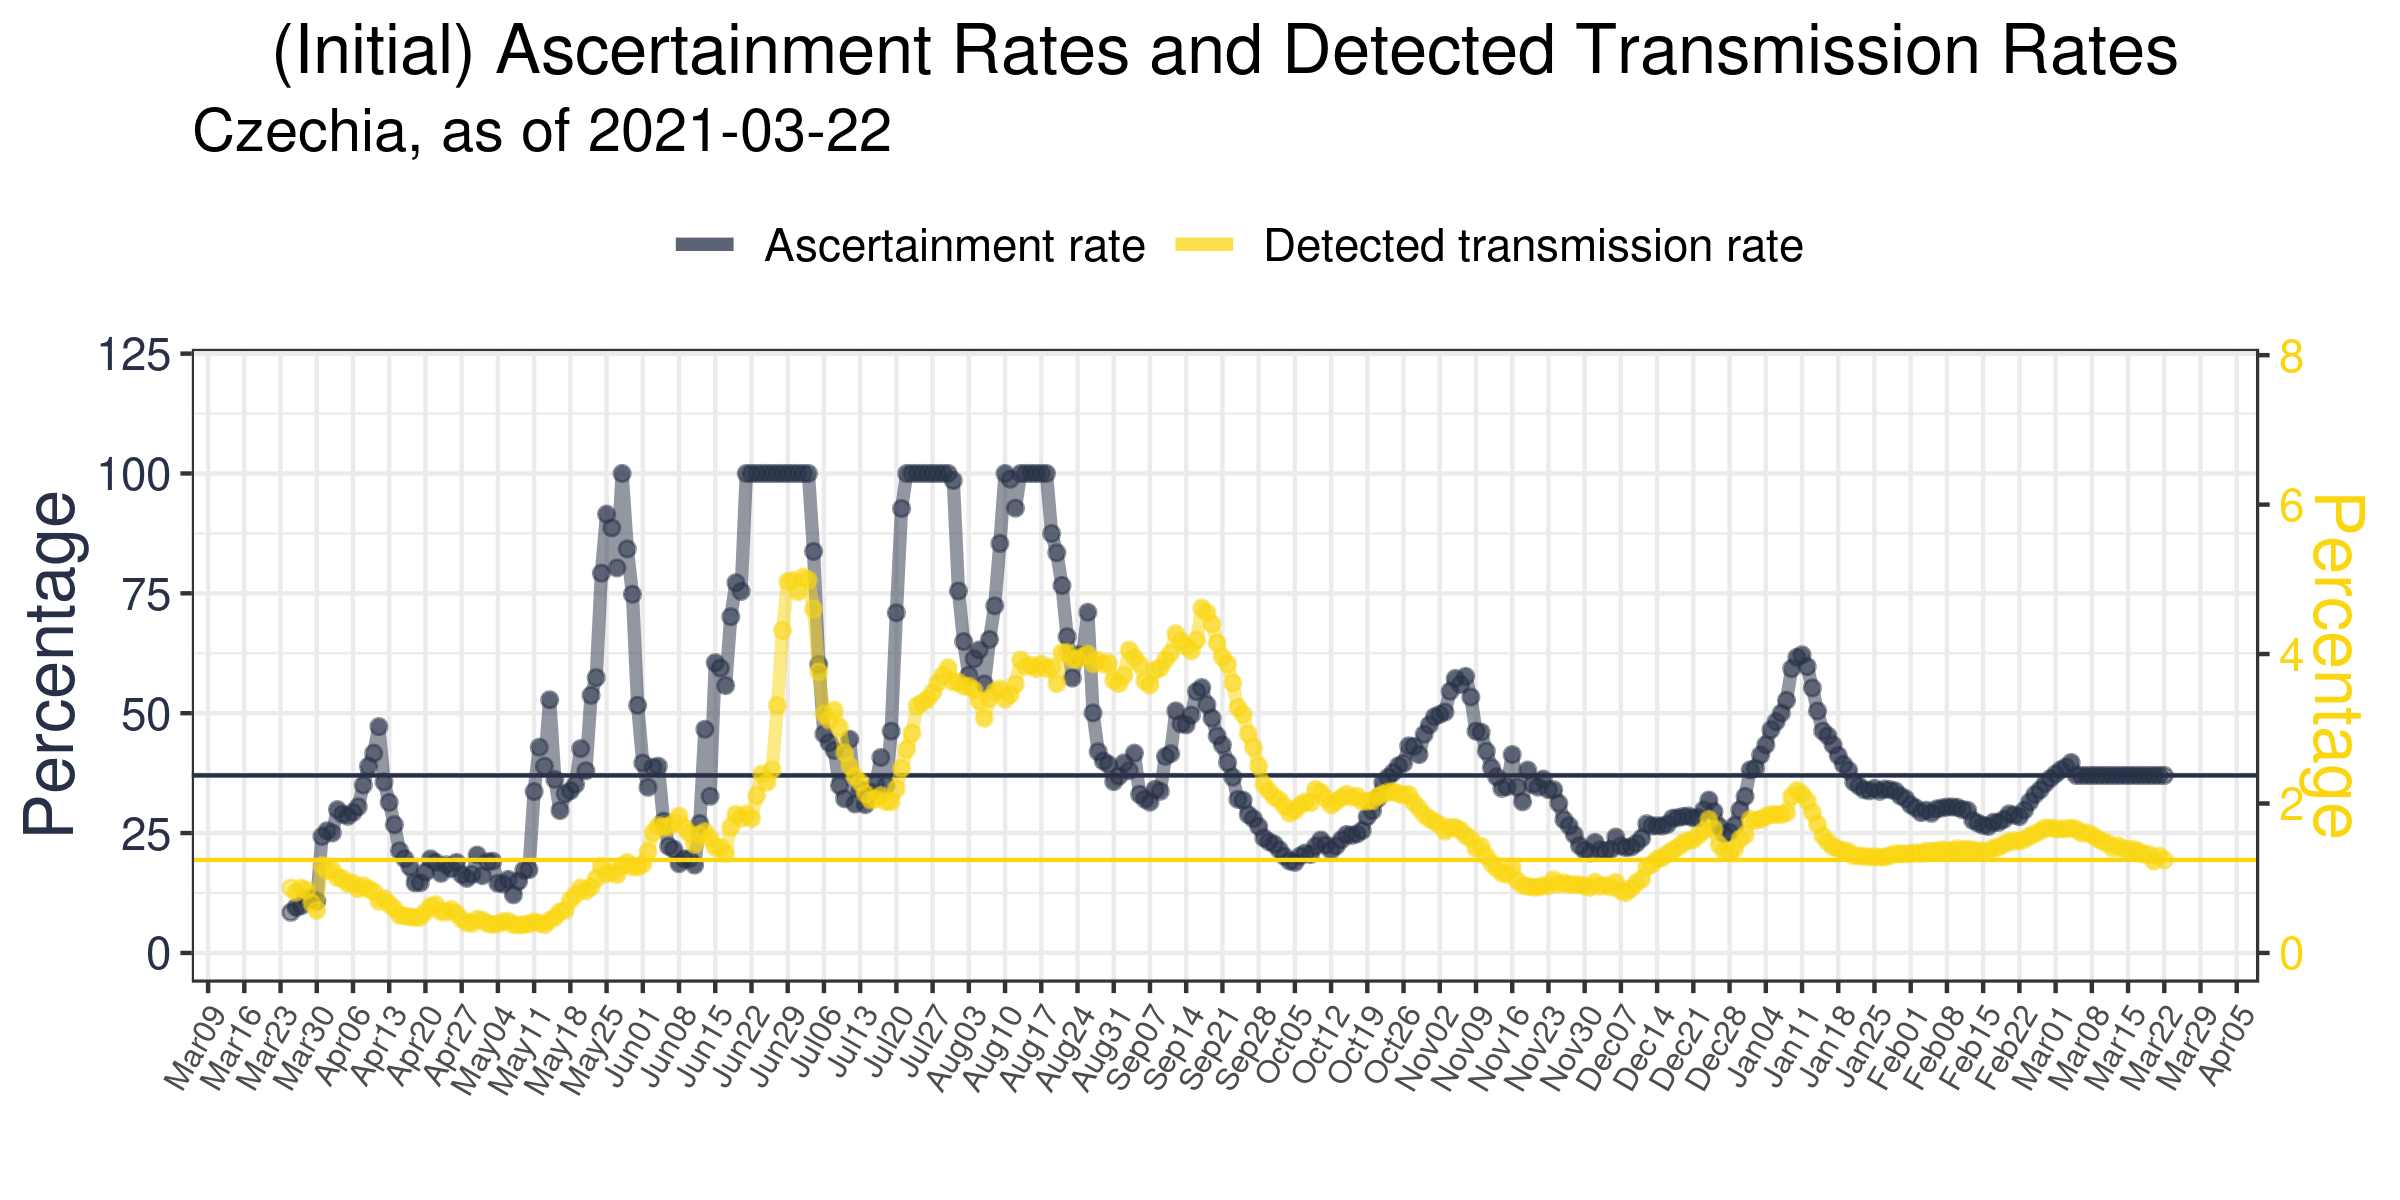 (Initial) Ascertainment Rates and Detected Transmission Rates
Czechia, as of 2021-03-22
Ascertainment rate
Detected transmission rate
Percentage
125
100
75
50
25
0
8
6
4
2
0
Percentage
Mar09
Mar16
Mar23
Mar30
Apr06
Apr13
Apr20
Apr27
May04
May11
May18
May25
Jun01
Jun08
Jun15
Jun22
Jun29
Jul06
Jul13
Jul20
Jul27
Aug03
Aug10
Aug17
Aug24
Aug31
Sep07
Sep14
Sep21
Sep28
Oct05
Oct12
Oct19
Oct26
Nov02
Nov09
Nov16
Nov23
Nov30
Dec07
Dec14
Dec21
Dec28
Jan04
Jan11
Jan18
Jan25
Feb01
Feb08
Feb15
Feb22
Mar01
Mar08
Mar15
Mar22
Mar29
Apr05